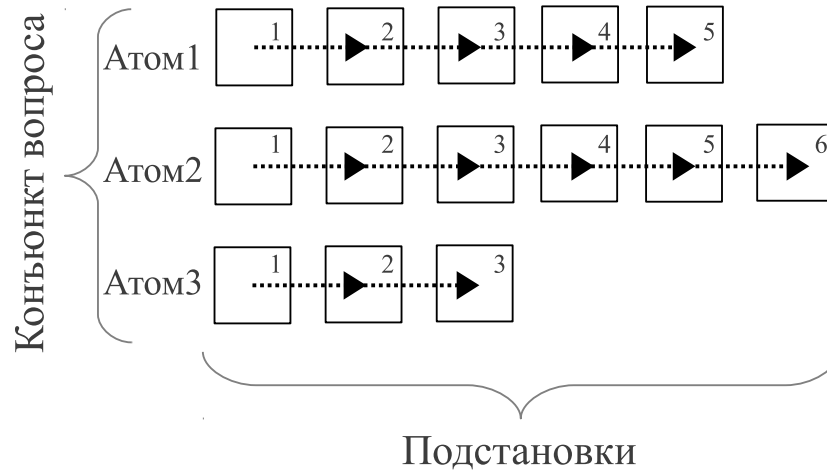 Конъюнкт вопроса
Атом1 1 2 3 4 5
Атом2 1 2 3 4 5 6
Атом3 1 2 3
Подстановки